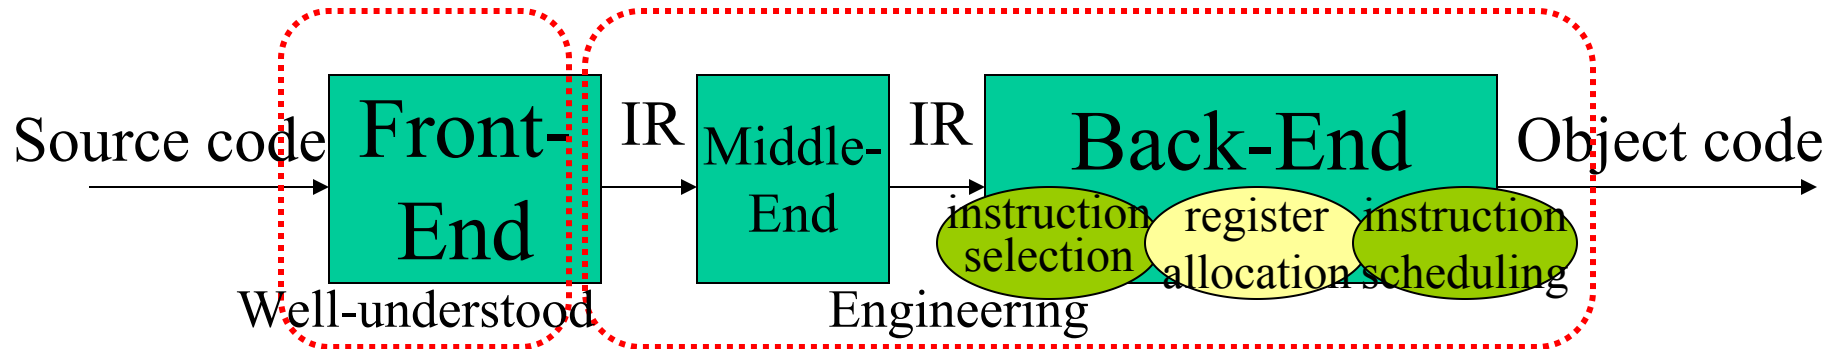 Source code
Front-
End
IR
Middle-
End
IR
Back-End
instruction
selection
register
allocation
instruction
scheduling
Object code
Well-understood
Engineering